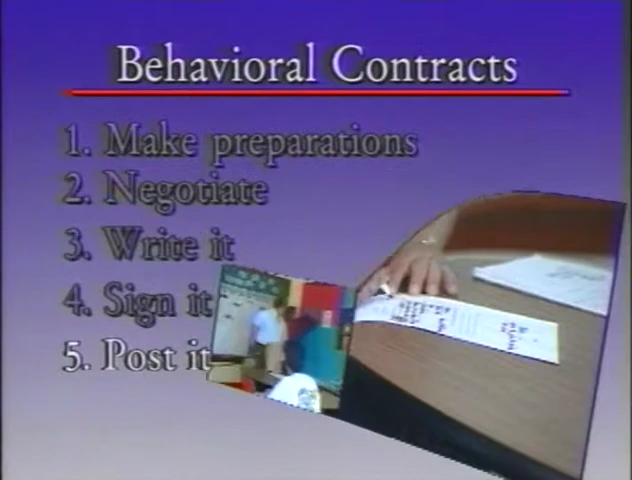 Behavioral Contracts
1. Make preparations
2. Negotiate
3. Write it
4. Sign it
5. Post it